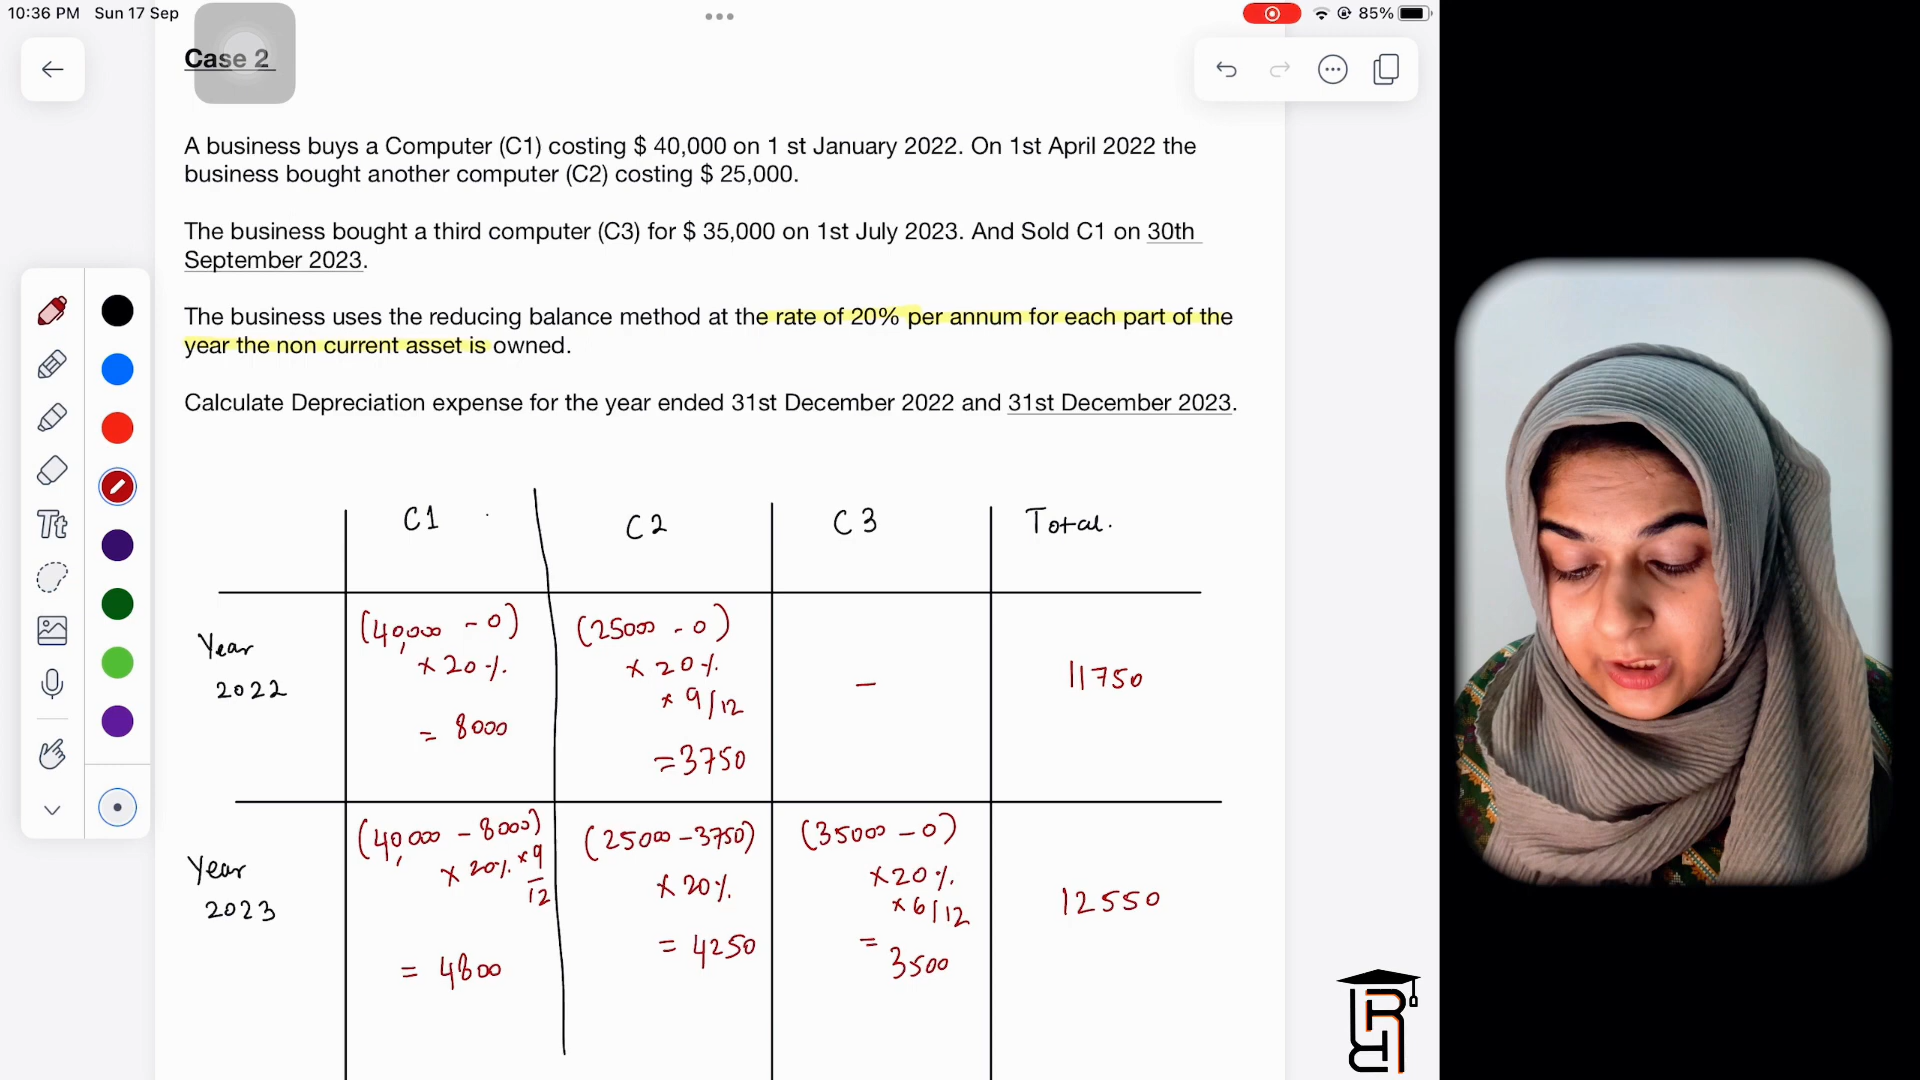 10:36 PM Sun 17 Sep
85%
Case 2
A business buys a Computer (C1) costing $ 40,000 on 1 st January 2022. On 1st April 2022 the
business bought another computer (C2) costing $ 25,000.
The business bought a third computer (C3) for $ 35,000 on 1st July 2023. And Sold C1 on 30th
September 2023.
The business uses the reducing balance method at the rate of 20% per annum for each part of the
year the non current asset is owned.
Calculate Depreciation expense for the year ended 31st December 2022 and 31st December 2023.
Tt
C1
C2
C3
Total.
Year
2022
(40,000 - 0)
× 20%.
= 8000
(25000 - 0)
× 20%.
× 9/12
= 3750
–
11750
Year
2023
(40,000 - 8000)
× 20%. × 9
12
= 4800
(25000 - 3750)
× 20%.
= 4250
(35000 - 0)
× 20%.
× 6/12
=
3500
12550